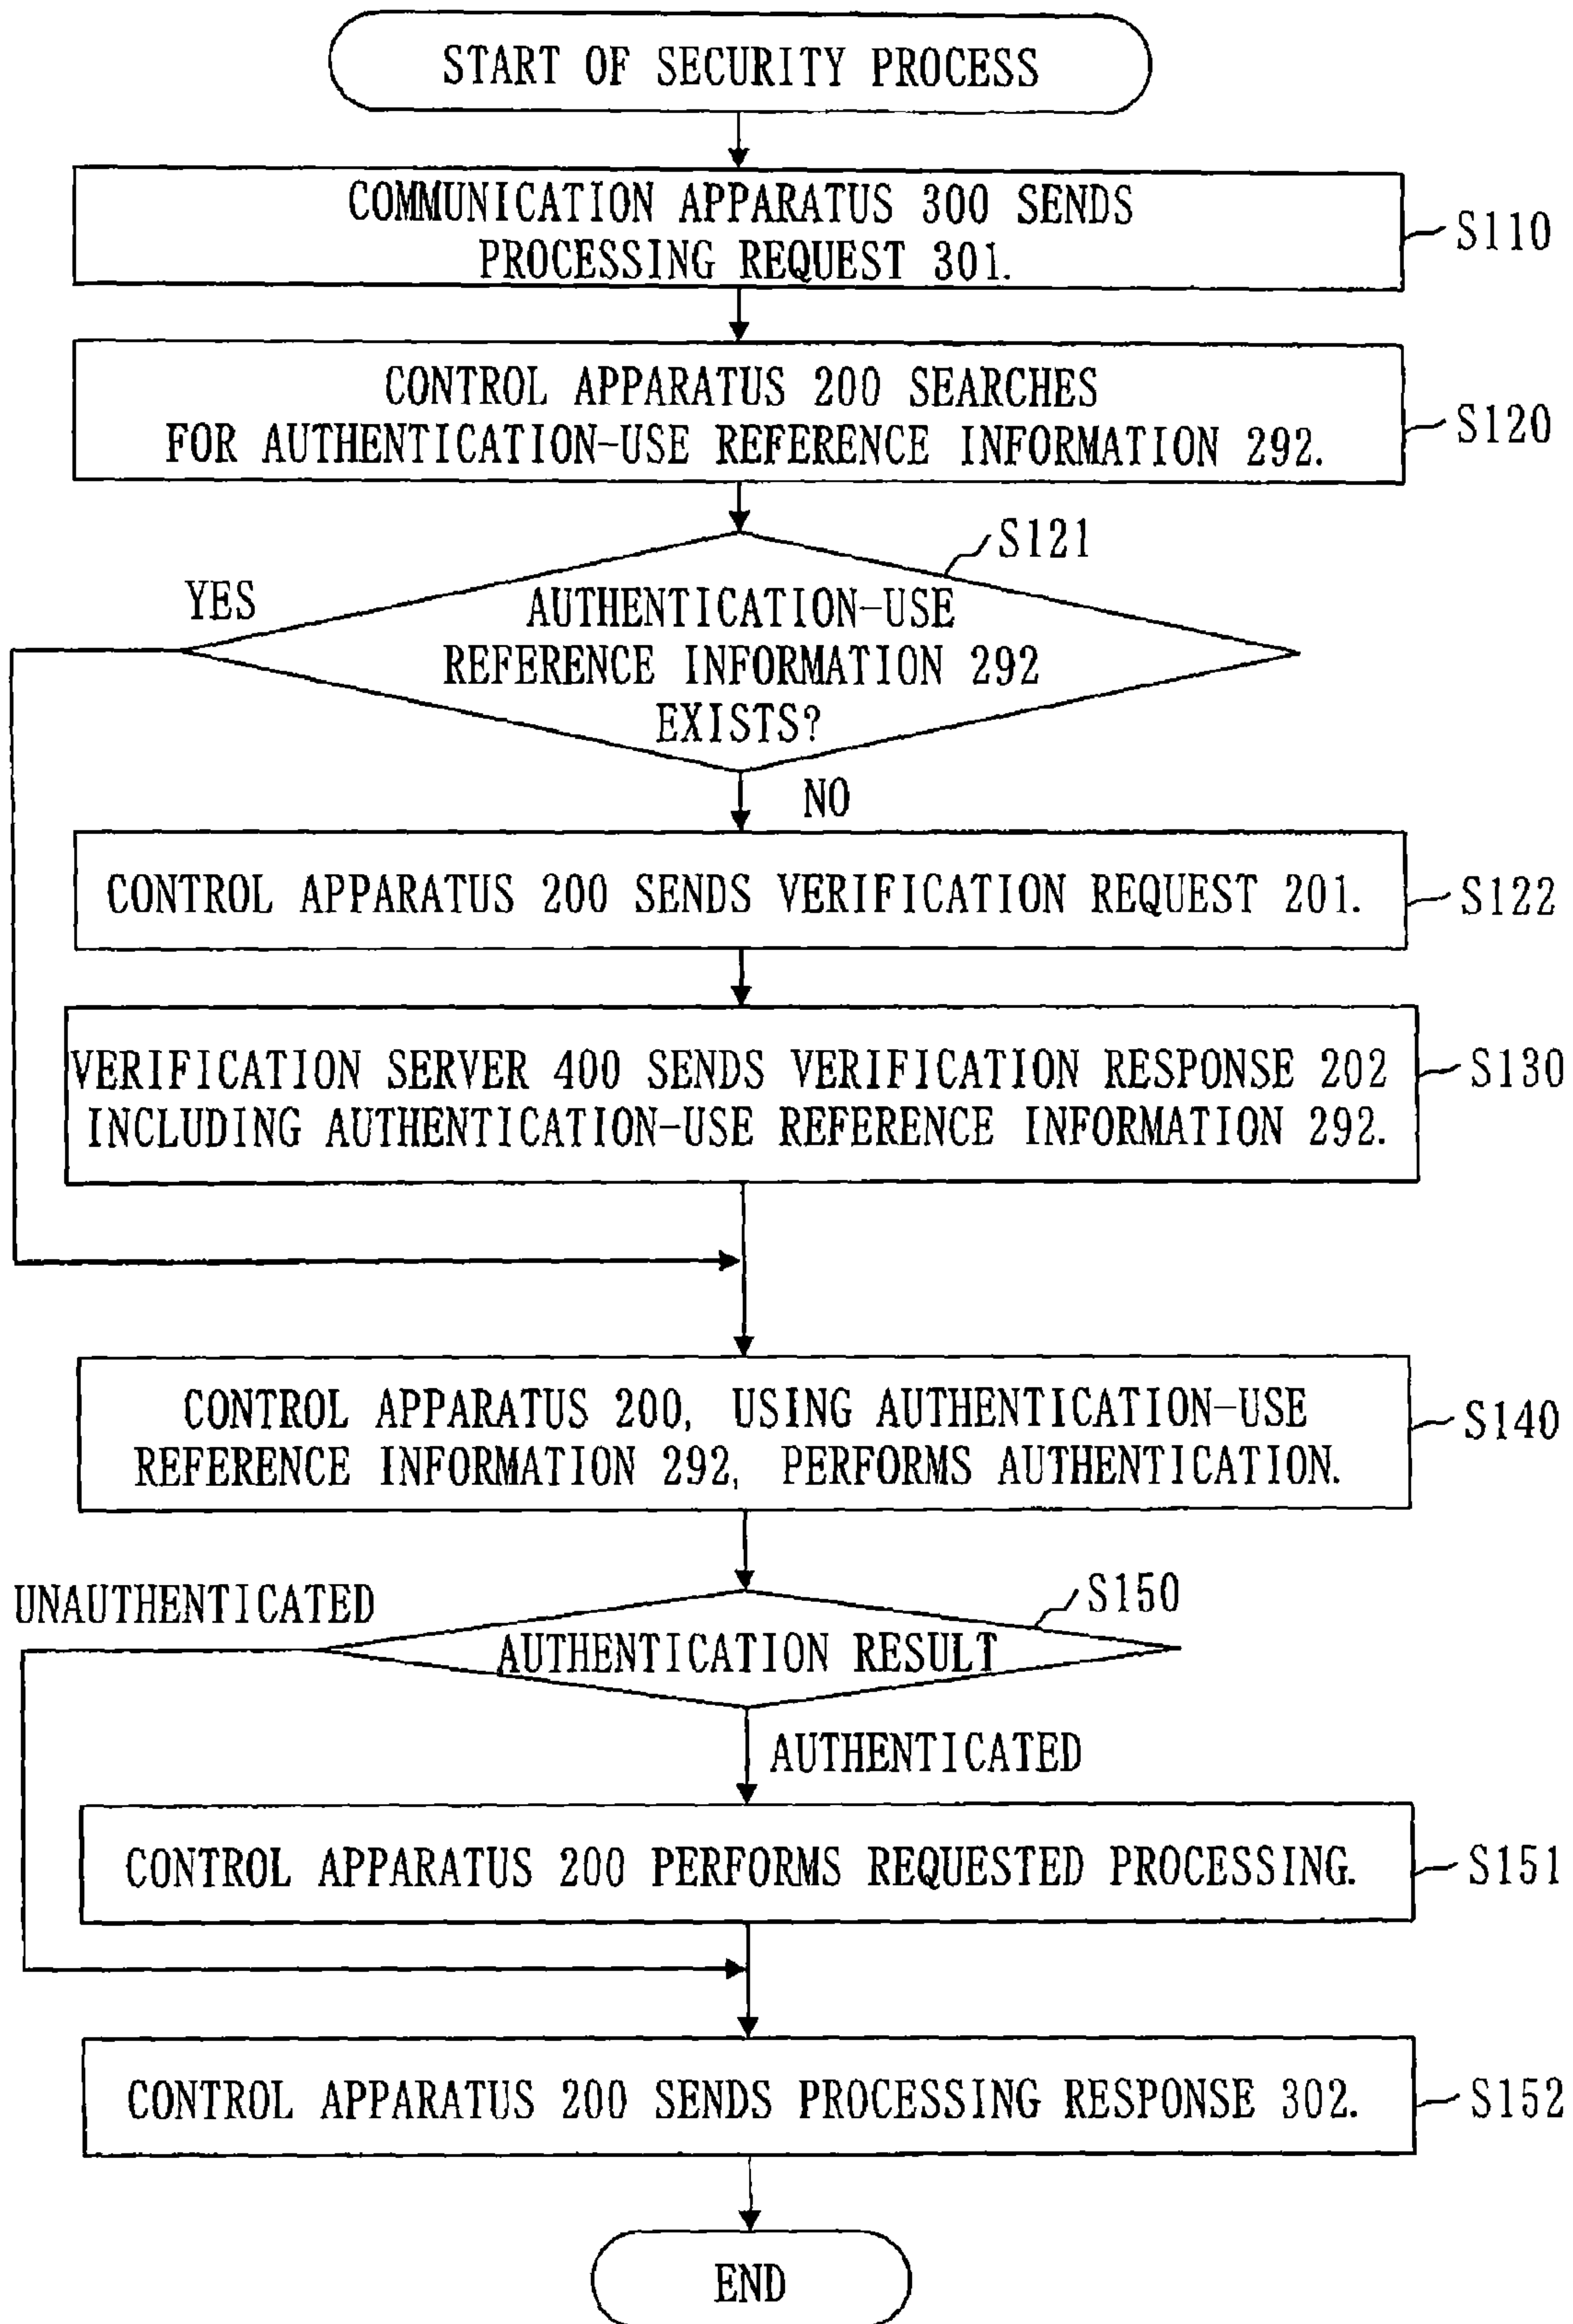 START OF SECURITY PROCESS
COMMUNICATION APPARATUS 300 SENDS
PROCESSING REQUEST 301.
S110
CONTROL APPARATUS 200 SEARCHES
FOR AUTHENTICATION-USE REFERENCE INFORMATION 292.
S120
S121
YES
AUTHENTICATION-USE
REFERENCE INFORMATION 292
EXISTS?
NO
CONTROL APPARATUS 200 SENDS VERIFICATION REQUEST 201.
S122
VERIFICATION SERVER 400 SENDS VERIFICATION RESPONSE 202
INCLUDING AUTHENTICATION-USE REFERENCE INFORMATION 292.
S130
CONTROL APPARATUS 200, USING AUTHENTICATION-USE
REFERENCE INFORMATION 292, PERFORMS AUTHENTICATION.
S140
UNAUTHENTICATED
S150
AUTHENTICATION RESULT
AUTHENTICATED
CONTROL APPARATUS 200 PERFORMS REQUESTED PROCESSING.
S151
CONTROL APPARATUS 200 SENDS PROCESSING RESPONSE 302.
S152
END